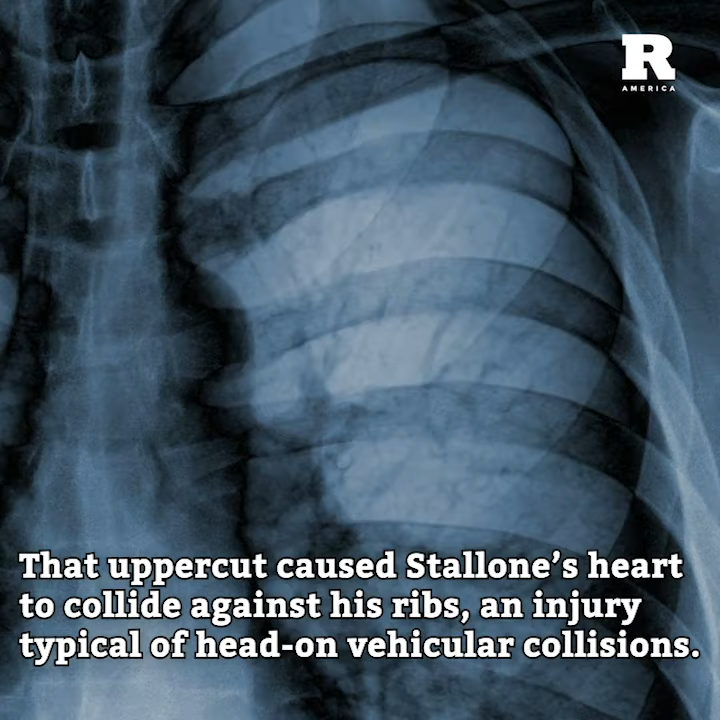 R
AMERICA
That uppercut caused Stallone’s heart
to collide against his ribs, an injury
typical of head-on vehicular collisions.